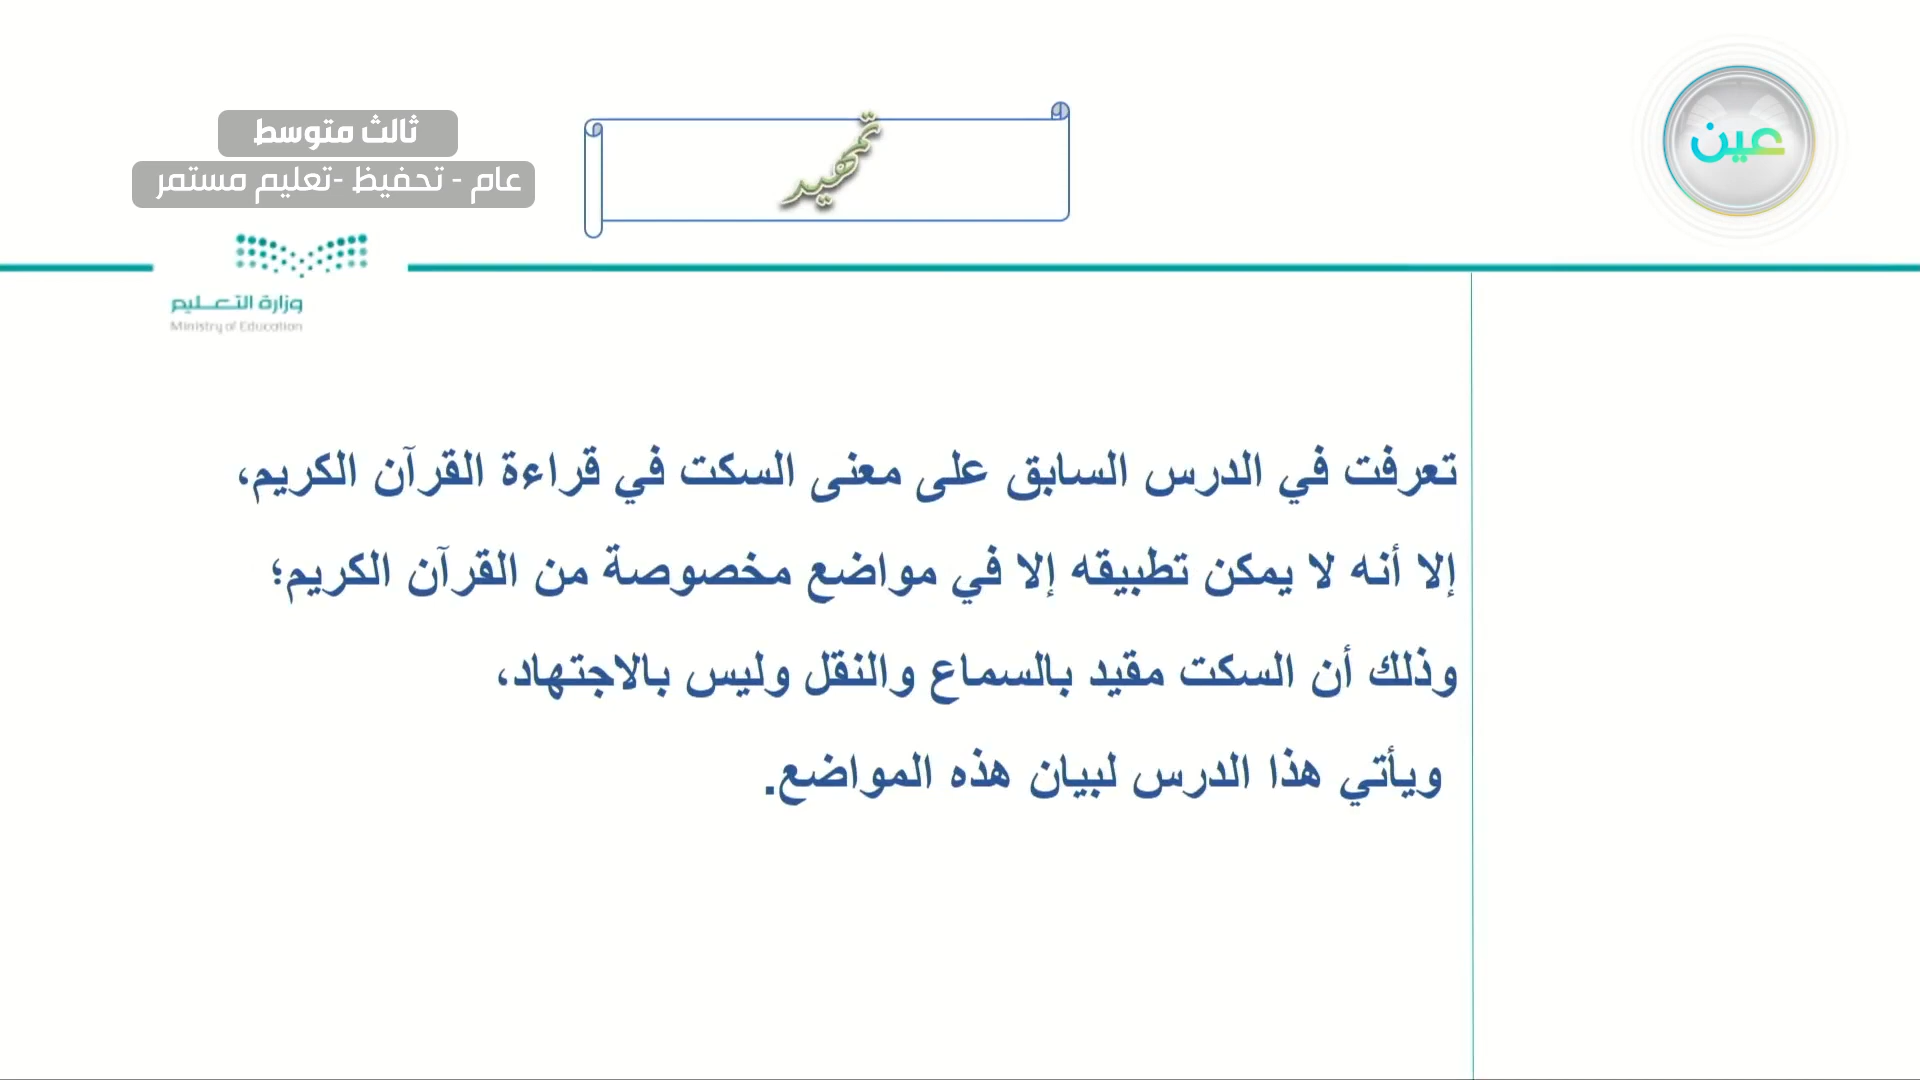 ثالث متوسط
عام - تحفيظ -تعليم مستمر
تمهيد
عين
وزارة التعليم
Ministry of Education
تعرفت في الدرس السابق على معنى السكت في قراءة القرآن الكريم،
إلا أنه لا يمكن تطبيقه إلا في مواضع مخصوصة من القرآن الكريم؛
وذلك أن السكت مقيد بالسماع والنقل وليس بالاجتهاد،
ويأتي هذا الدرس لبيان هذه المواضع.